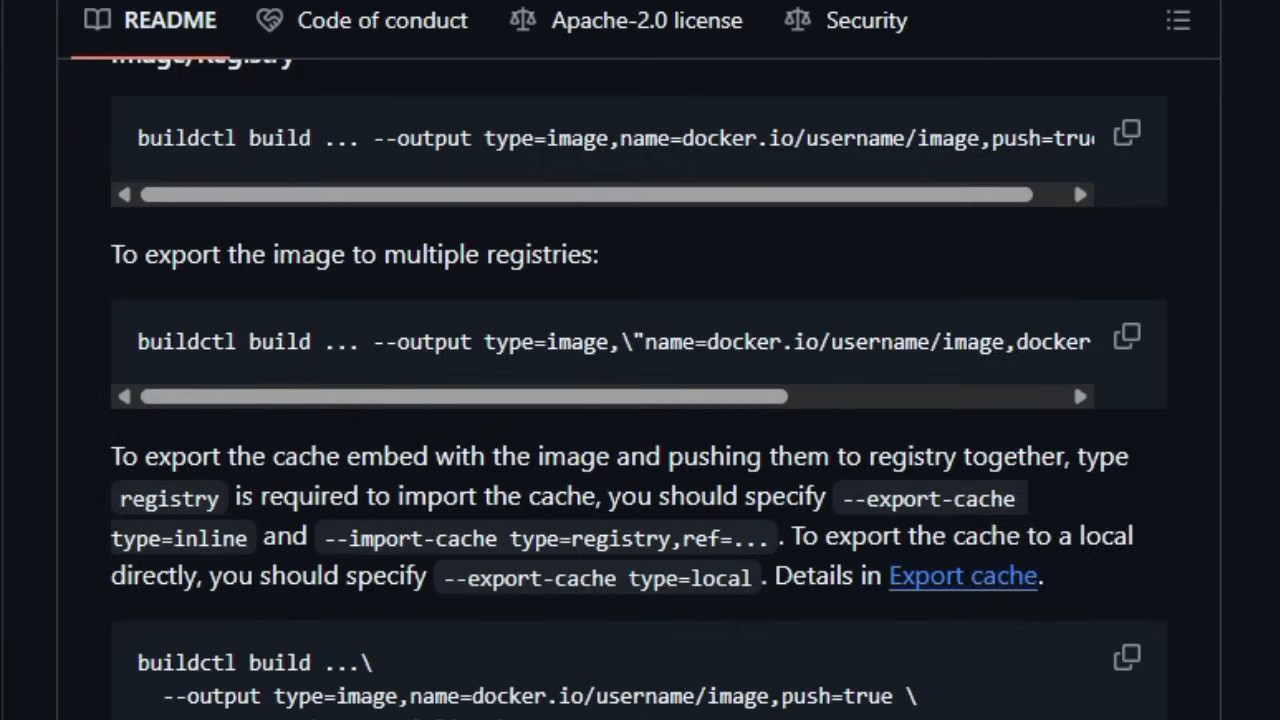 README Code of conduct Apache-2.0 license Security
Image/Registry
buildctl build ... --output type=image,name=docker.io/username/image,push=true
To export the image to multiple registries:
buildctl build ... --output type=image,\"name=docker.io/username/image,docker
To export the cache embed with the image and pushing them to registry together, type
registry is required to import the cache, you should specify --export-cache
type=inline and --import-cache type=registry,ref=... . To export the cache to a local
directly, you should specify --export-cache type=local . Details in Export cache.
buildctl build ...\
--output type=image,name=docker.io/username/image,push=true \